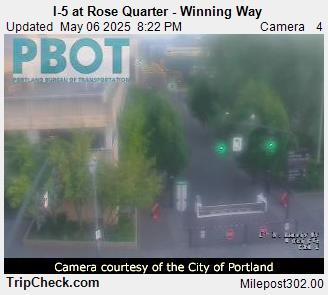 I-5 at Rose Quarter - Winning Way
Updated May 06 2025 8:22 PM Camera 4
PBOT
PORTLAND BUREAU OF TRANSPORTATION
Camera courtesy of the City of Portland
TripCheck.com Milepost302.00